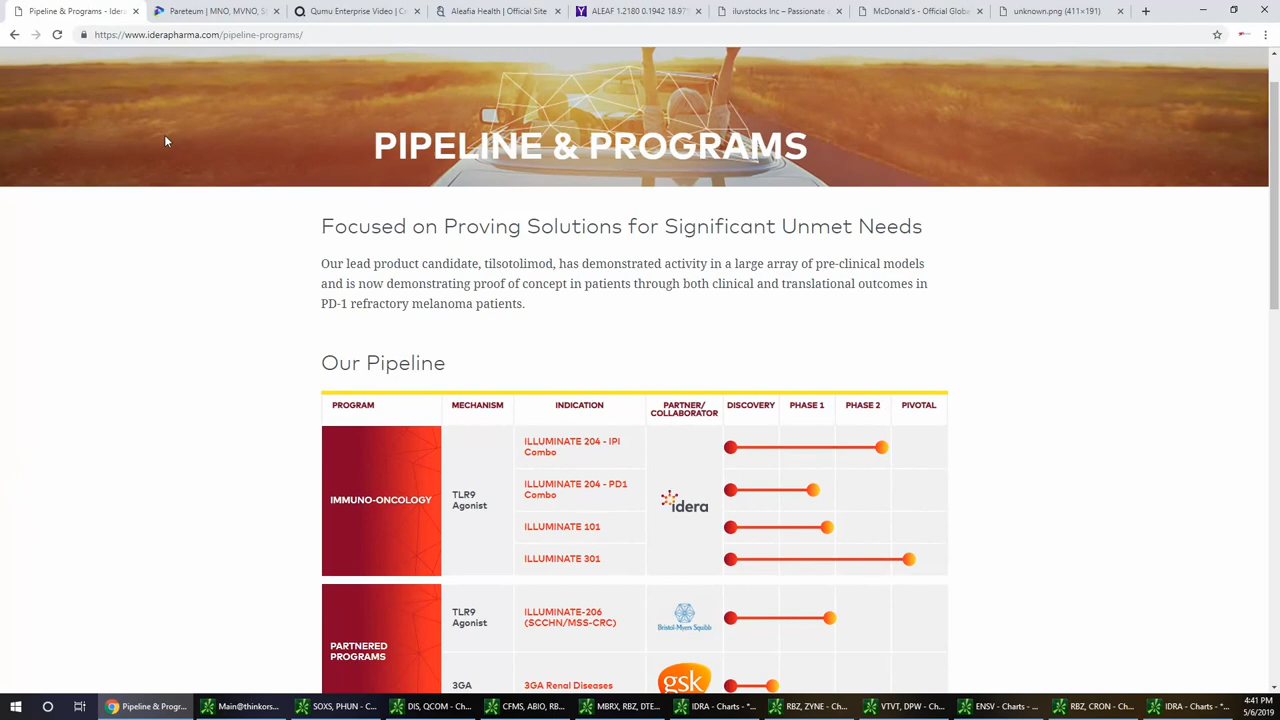 Pipeline & Programs - Idera
Pareteum | MNO, MVNO, S
Qumu Enterprise Video | C
Aleafia Health | Official Site
ALEAF 1.2180 0.1942 18.97
iluvstocks Inc – Passionate
McDonald's - Official Globa
unknown.png (411×191)
https://www.iderapharma.com/pipeline-programs/
PIPELINE & PROGRAMS
Focused on Proving Solutions for Significant Unmet Needs
Our lead product candidate, tilsotolimod, has demonstrated activity in a large array of pre-clinical models
and is now demonstrating proof of concept in patients through both clinical and translational outcomes in
PD-1 refractory melanoma patients.
Our Pipeline
PROGRAM MECHANISM INDICATION PARTNER/ COLLABORATOR DISCOVERY PHASE 1 PHASE 2 PIVOTAL
IMMUNO-ONCOLOGY
TLR9
Agonist
ILLUMINATE 204 - IPI
Combo
ILLUMINATE 204 - PD1
Combo
ILLUMINATE 101
ILLUMINATE 301
idera
PARTNERED
PROGRAMS
TLR9
Agonist
ILLUMINATE-206
(SCCHN/MSS-CRC)
Bristol-Myers Squibb
3GA
3GA Renal Diseases
gsk
Pipeline & Progr...
Main@thinkors...
SOXS, PHUN - C...
DIS, QCOM - C...
CFMS, ABIO, RB...
MBRX, RBZ, DTE...
IDRA - Charts - "...
RBZ, ZYNE - C...
VTVT, DPW - C...
ENSV - Charts - ...
RBZ, CRON - C...
IDRA - Charts - "...
4:41 PM
5/6/2019